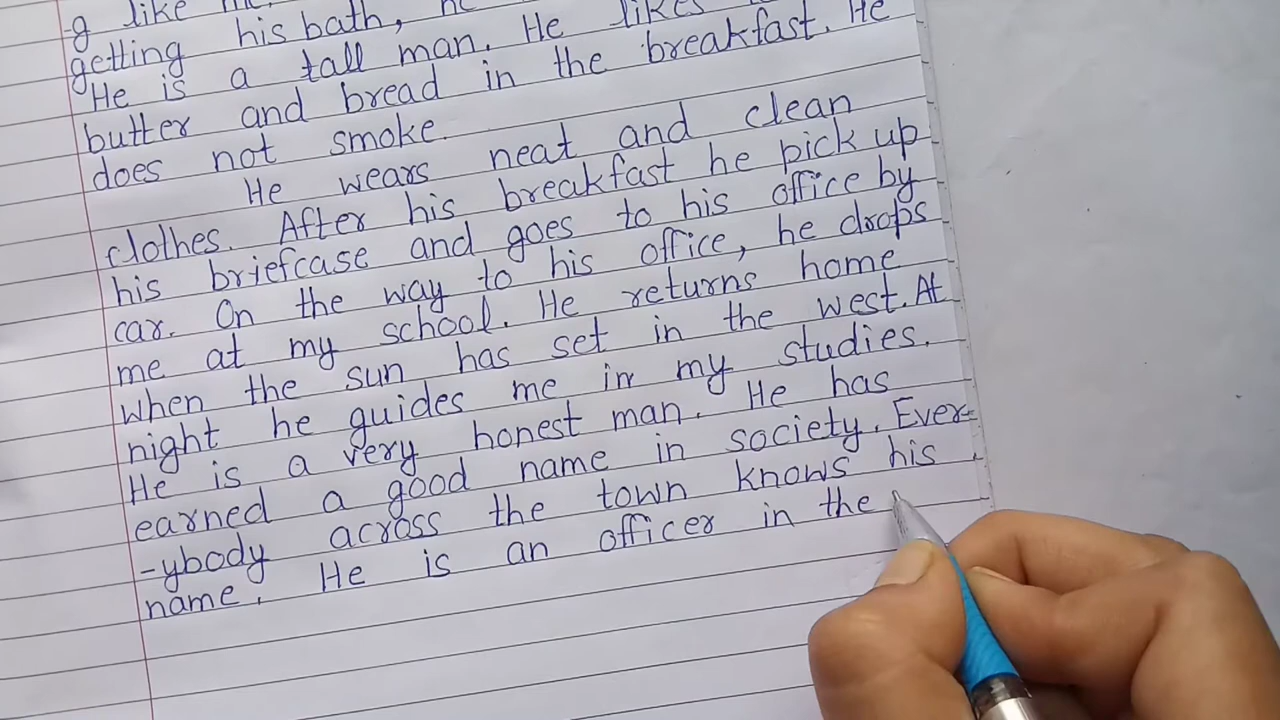 -g like
getting his bath, he
He is a tall man. He likes
butter and bread in the breakfast. He
does not smoke.
He wears neat and clean
clothes. After his breakfast he pick up
his briefcase and goes to his office by
car. On the way to his office, he drops
me at my school. He returns home
when the sun has set in the west. At
night he guides me in my studies.
He is a very honest man. He has
earned a good name in society. Ever-
-ybody across the town knows his
name. He is an officer in the